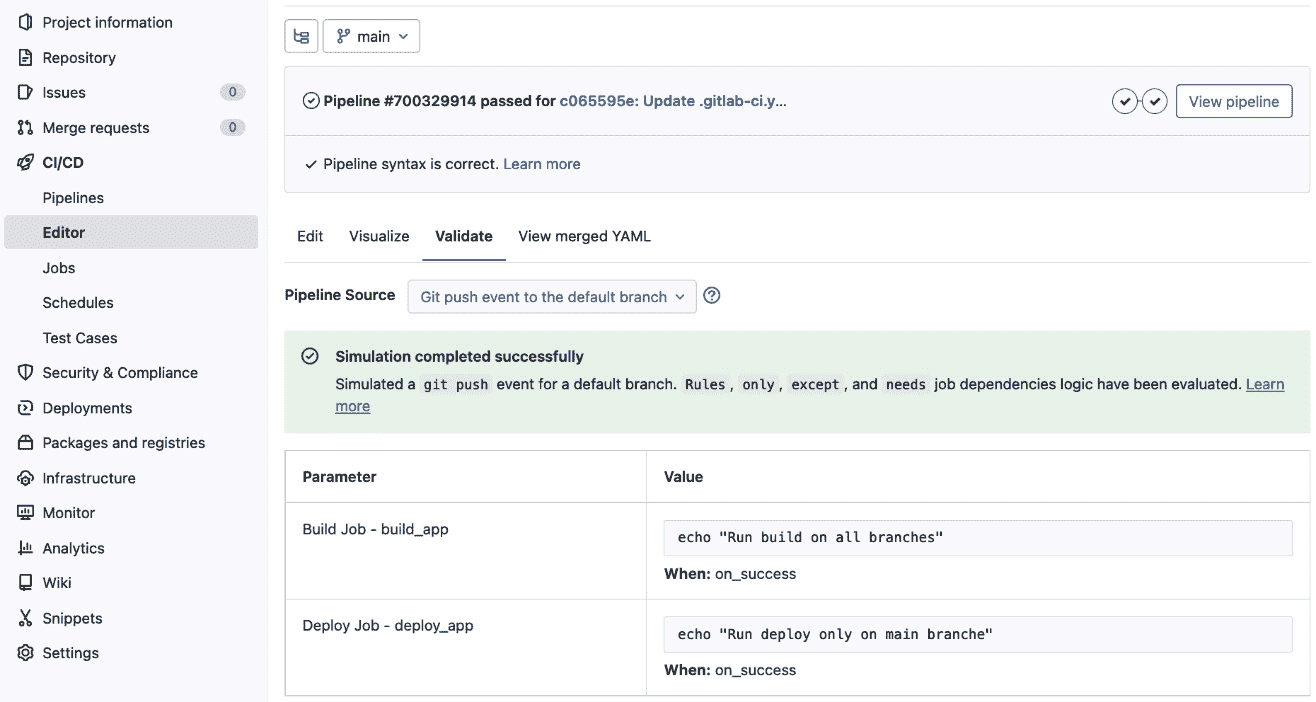 Project information
Repository
Issues 0
Merge requests 0
CI/CD
Pipelines
Editor
Jobs
Schedules
Test Cases
Security & Compliance
Deployments
Packages and registries
Infrastructure
Monitor
Analytics
Wiki
Snippets
Settings
main
Pipeline #700329914 passed for c065595e: Update .gitlab-ci.y...
View pipeline
Pipeline syntax is correct. Learn more
Edit Visualize Validate View merged YAML
Pipeline Source Git push event to the default branch ?
Simulation completed successfully
Simulated a git push event for a default branch. Rules, only, except, and needs job dependencies logic have been evaluated. Learn
more
Parameter Value
Build Job - build_app echo "Run build on all branches"
When: on_success
Deploy Job - deploy_app echo "Run deploy only on main branche"
When: on_success